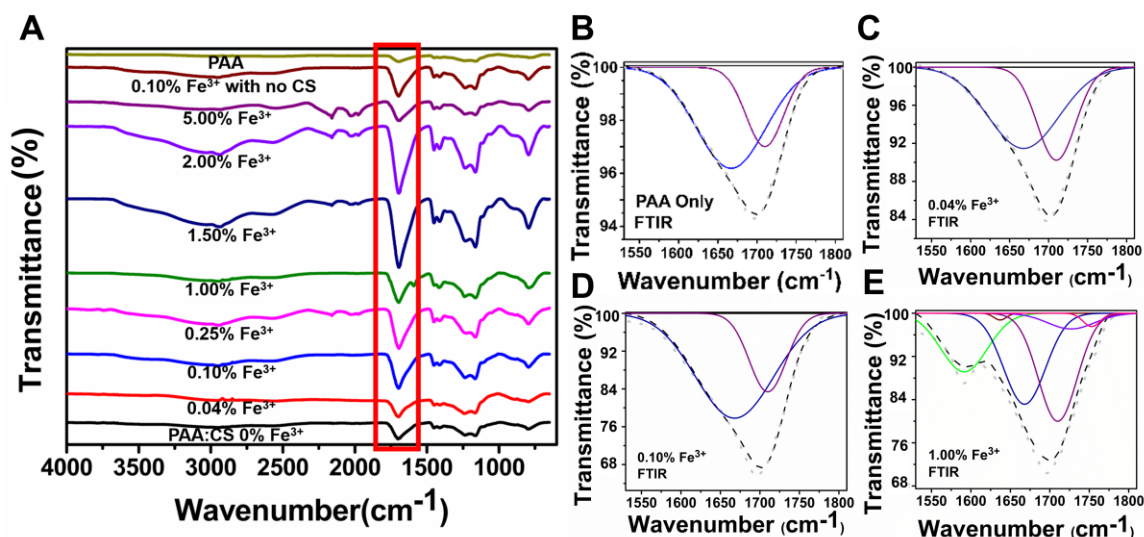 A
Transmittance (%)
PAA
0.10% Fe³⁺ with no CS
5.00% Fe³⁺
2.00% Fe³⁺
1.50% Fe³⁺
1.00% Fe³⁺
0.25% Fe³⁺
0.10% Fe³⁺
0.04% Fe³⁺
PAA:CS 0% Fe³⁺
4000 3500 3000 2500 2000 1500 1000
Wavenumber(cm⁻¹)
B
Transmittance (%)
100
98
96
94
PAA Only
FTIR
1550 1600 1650 1700 1750 1800
Wavenumber (cm⁻¹)
C
Transmittance (%)
100
96
92
88
84
0.04% Fe³⁺
FTIR
1550 1600 1650 1700 1750 1800
Wavenumber (cm⁻¹)
D
Transmittance (%)
100
92
84
76
68
0.10% Fe³⁺
FTIR
1550 1600 1650 1700 1750 1800
Wavenumber (cm⁻¹)
E
Transmittance (%)
100
92
84
76
68
1.00% Fe³⁺
FTIR
1550 1600 1650 1700 1750 1800
Wavenumber (cm⁻¹)